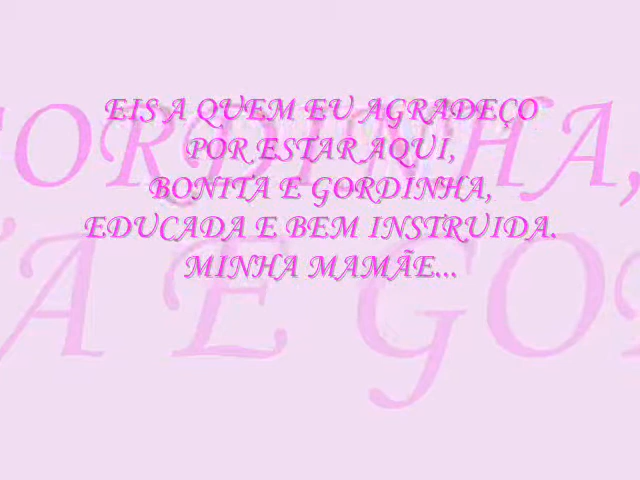 EIS A QUEM EU AGRADEÇO
POR ESTAR AQUI,
BONITA E GORDINHA,
EDUCADA E BEM INSTRUIDA.
MINHA MAMÃE...